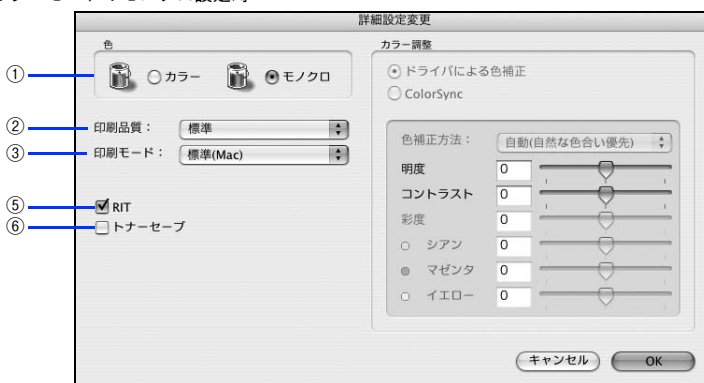 詳細設定変更
色
① カラー モノクロ
② 印刷品質： 標準
③ 印刷モード： 標準(Mac)
⑤ RIT
⑥ トナーセーブ
カラー調整
ドライバによる色補正
ColorSync
色補正方法： 自動(自然な色合い優先)
明度 0
コントラスト 0
彩度 0
シアン 0
マゼンタ 0
イエロー 0
キャンセル OK